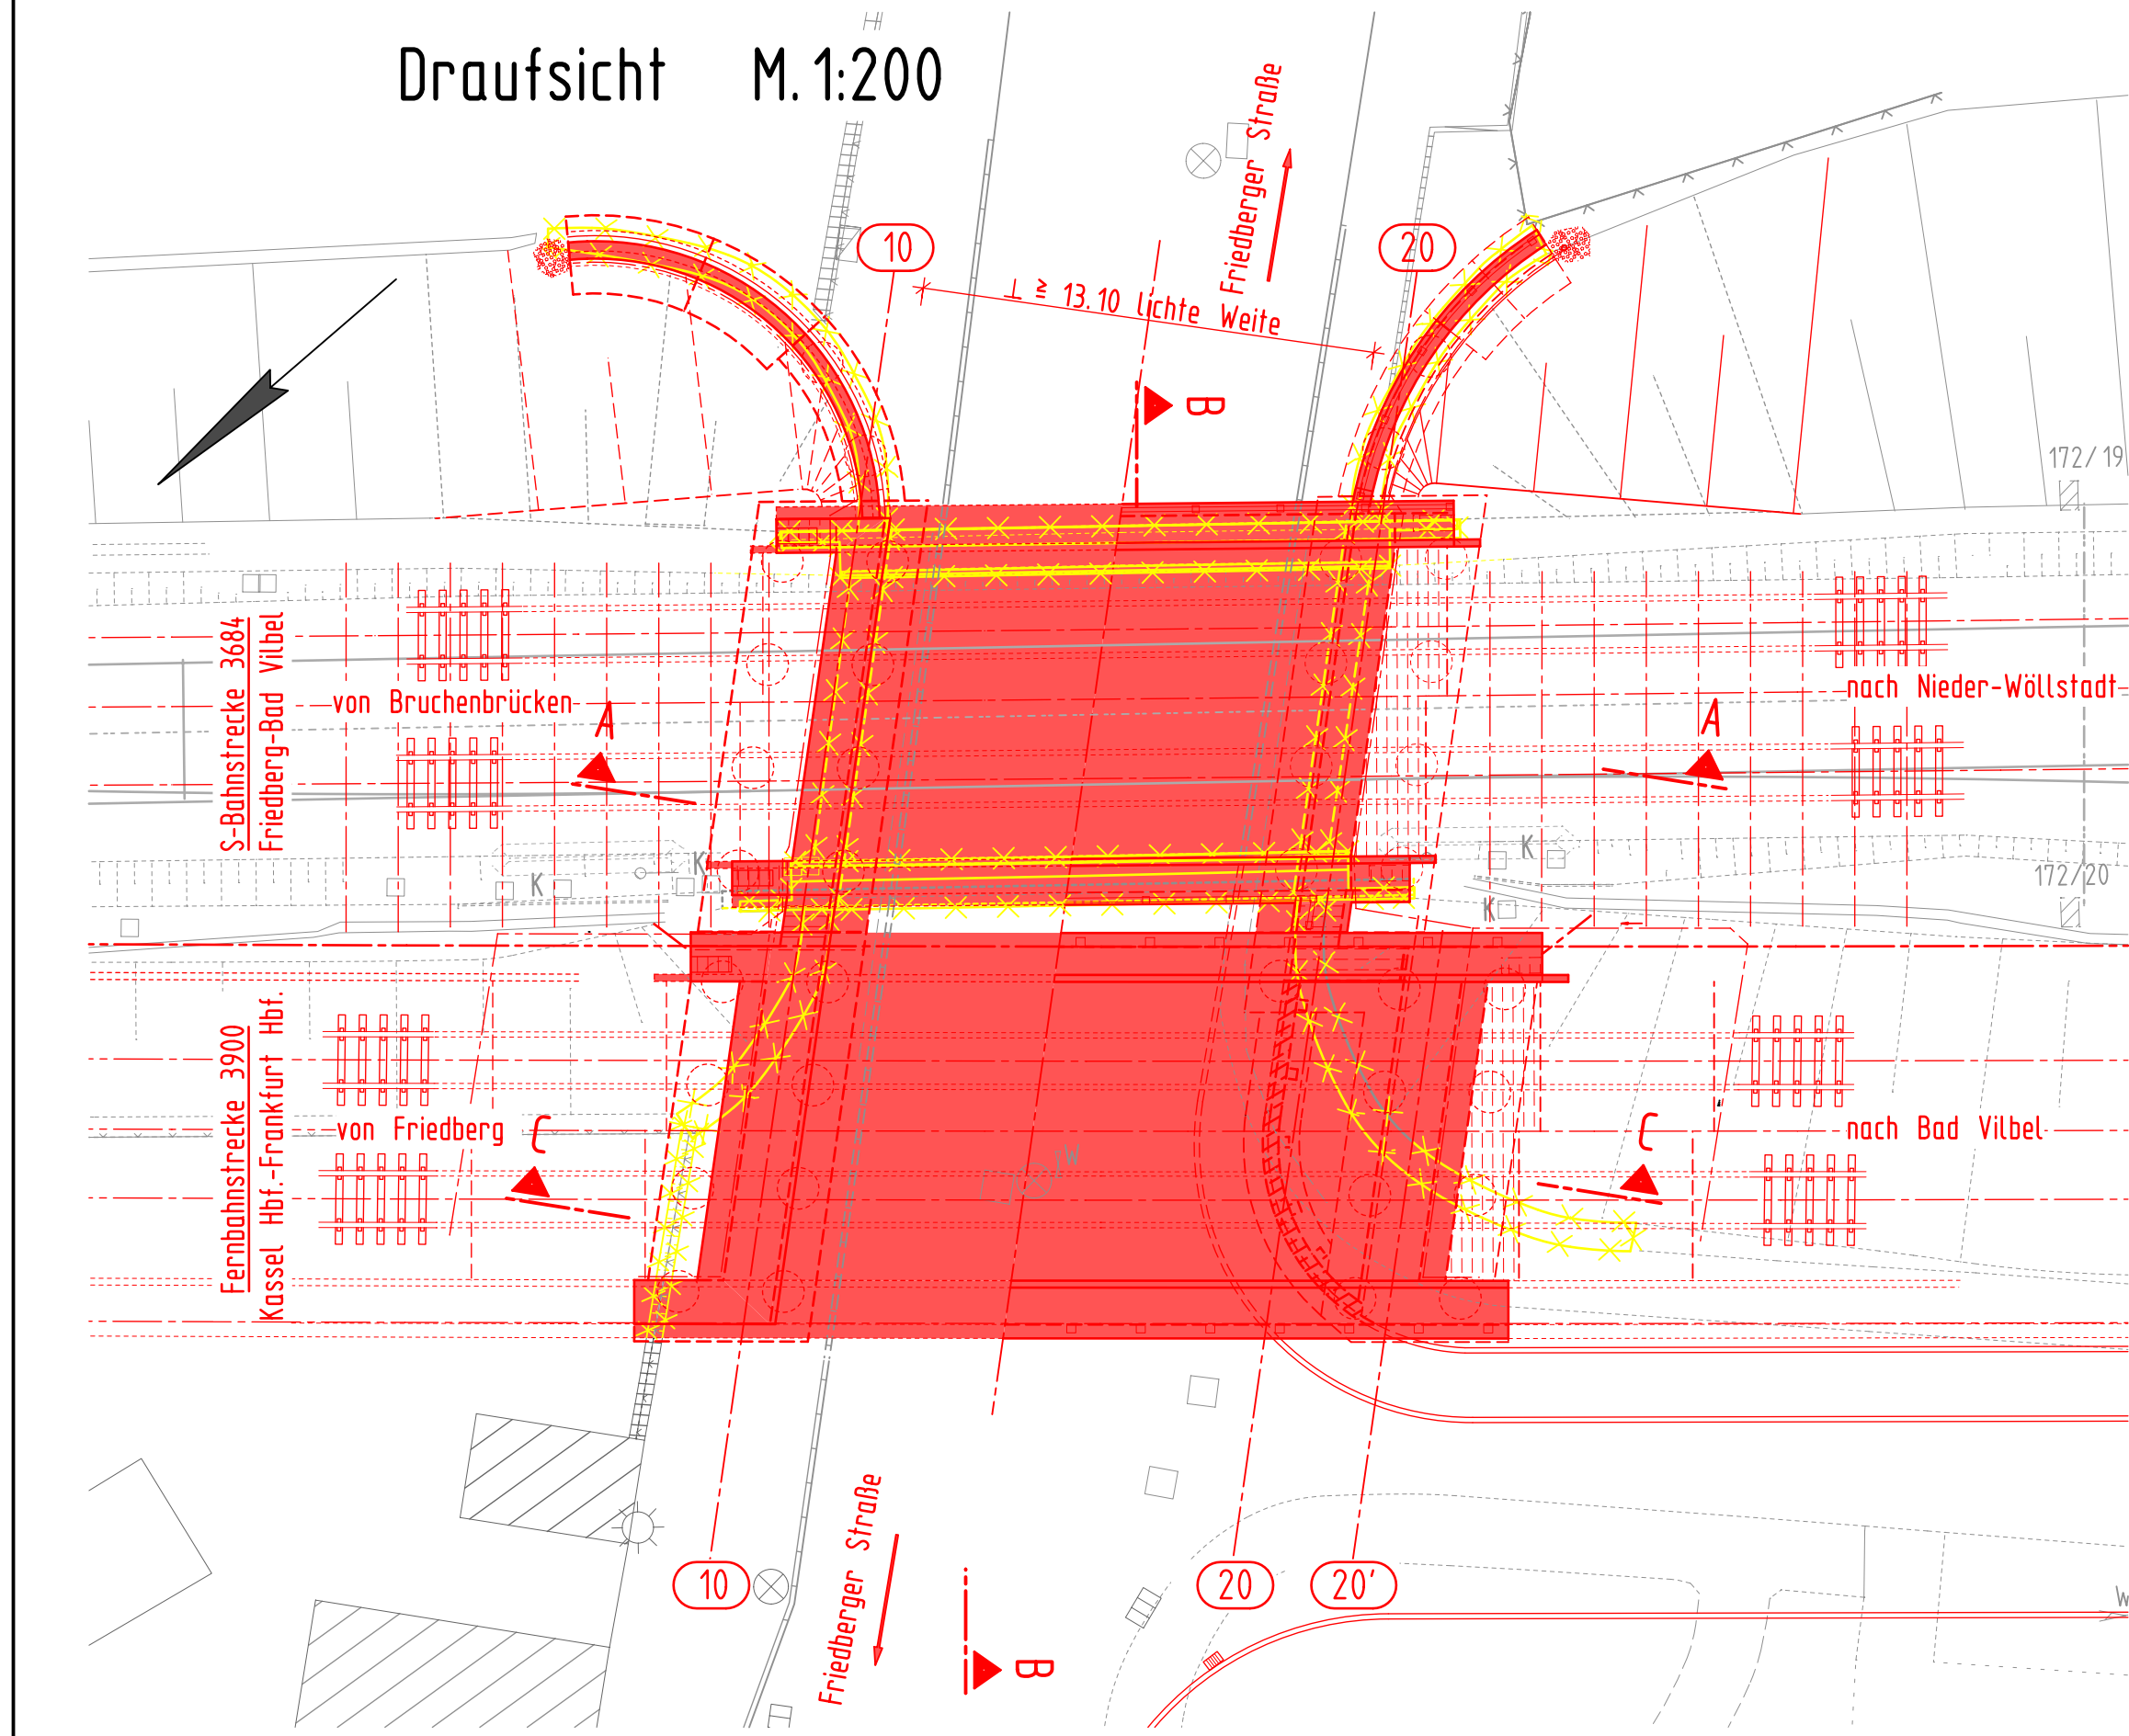 Draufsicht M. 1:200
Friedberger Straße
10
20
⊥ ≧ 13.10 lichte Weite
B
172/19
S-Bahnstrecke 3684
Friedberg-Bad Vilbel
von Bruchenbrücken
A
nach Nieder-Wöllstadt
A
K
K
K
172/20
K
Fernbahnstrecke 3900
Kassel Hbf.-Frankfurt Hbf.
von Friedberg
C
W
C
nach Bad Vilbel
Friedberger Straße
10
20
20'
W
B